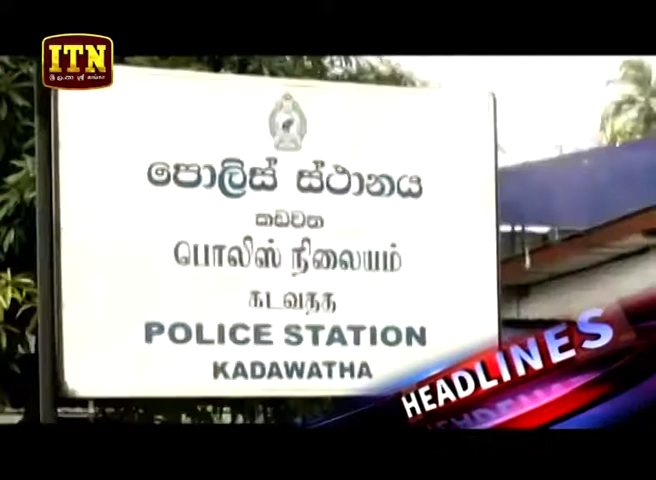 ITN
පොලිස් ස්ථානය
කඩවත
பொலிஸ் நிலையம்
கடவத்த
POLICE STATION
KADAWATHA
HEADLINES